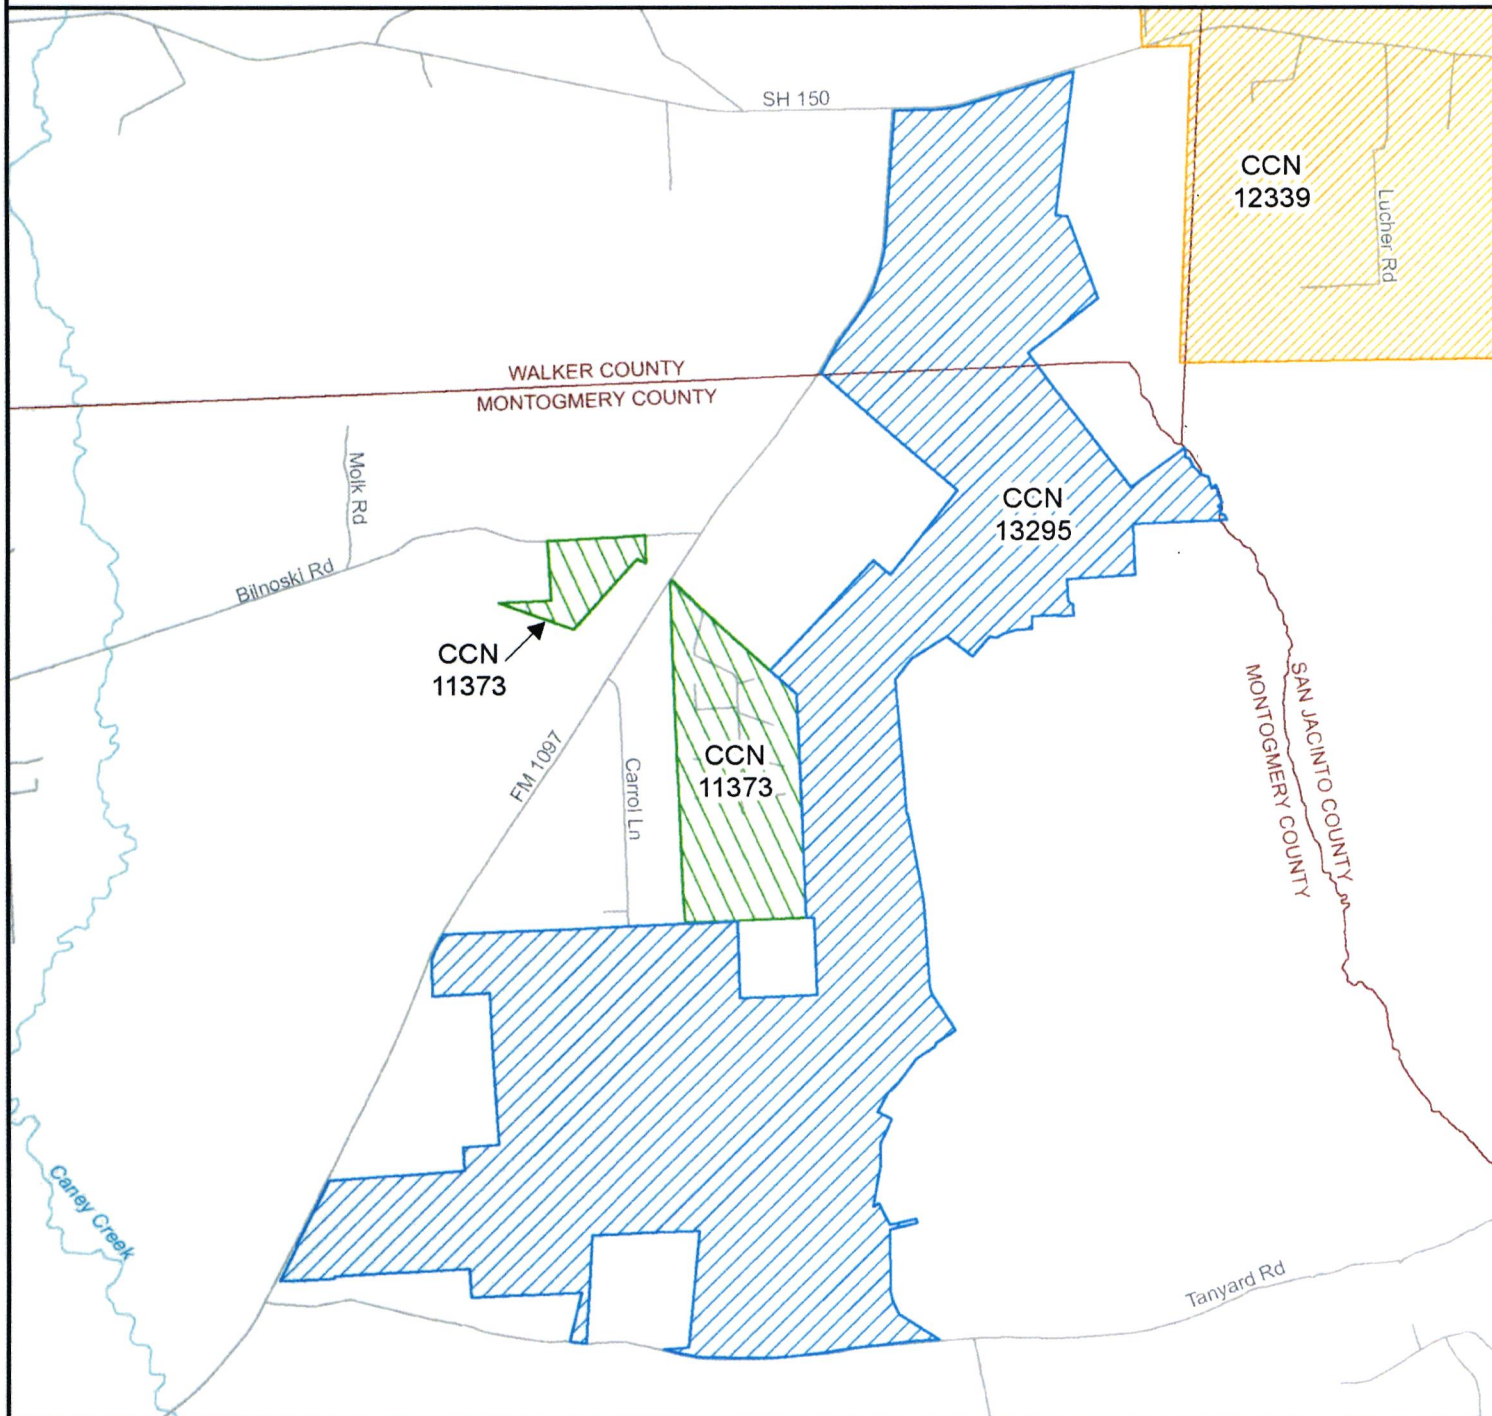 SH 150
CCN
12339
Lucher Rd
WALKER COUNTY
MONTOGMERY COUNTY
Molk Rd
CCN
13295
Bilnoski Rd
CCN
11373
SAN JACINTO COUNTY
MONTOGMERY COUNTY
FM 1097
Carrol Ln
CCN
11373
Caney Creek
Tanyard Rd